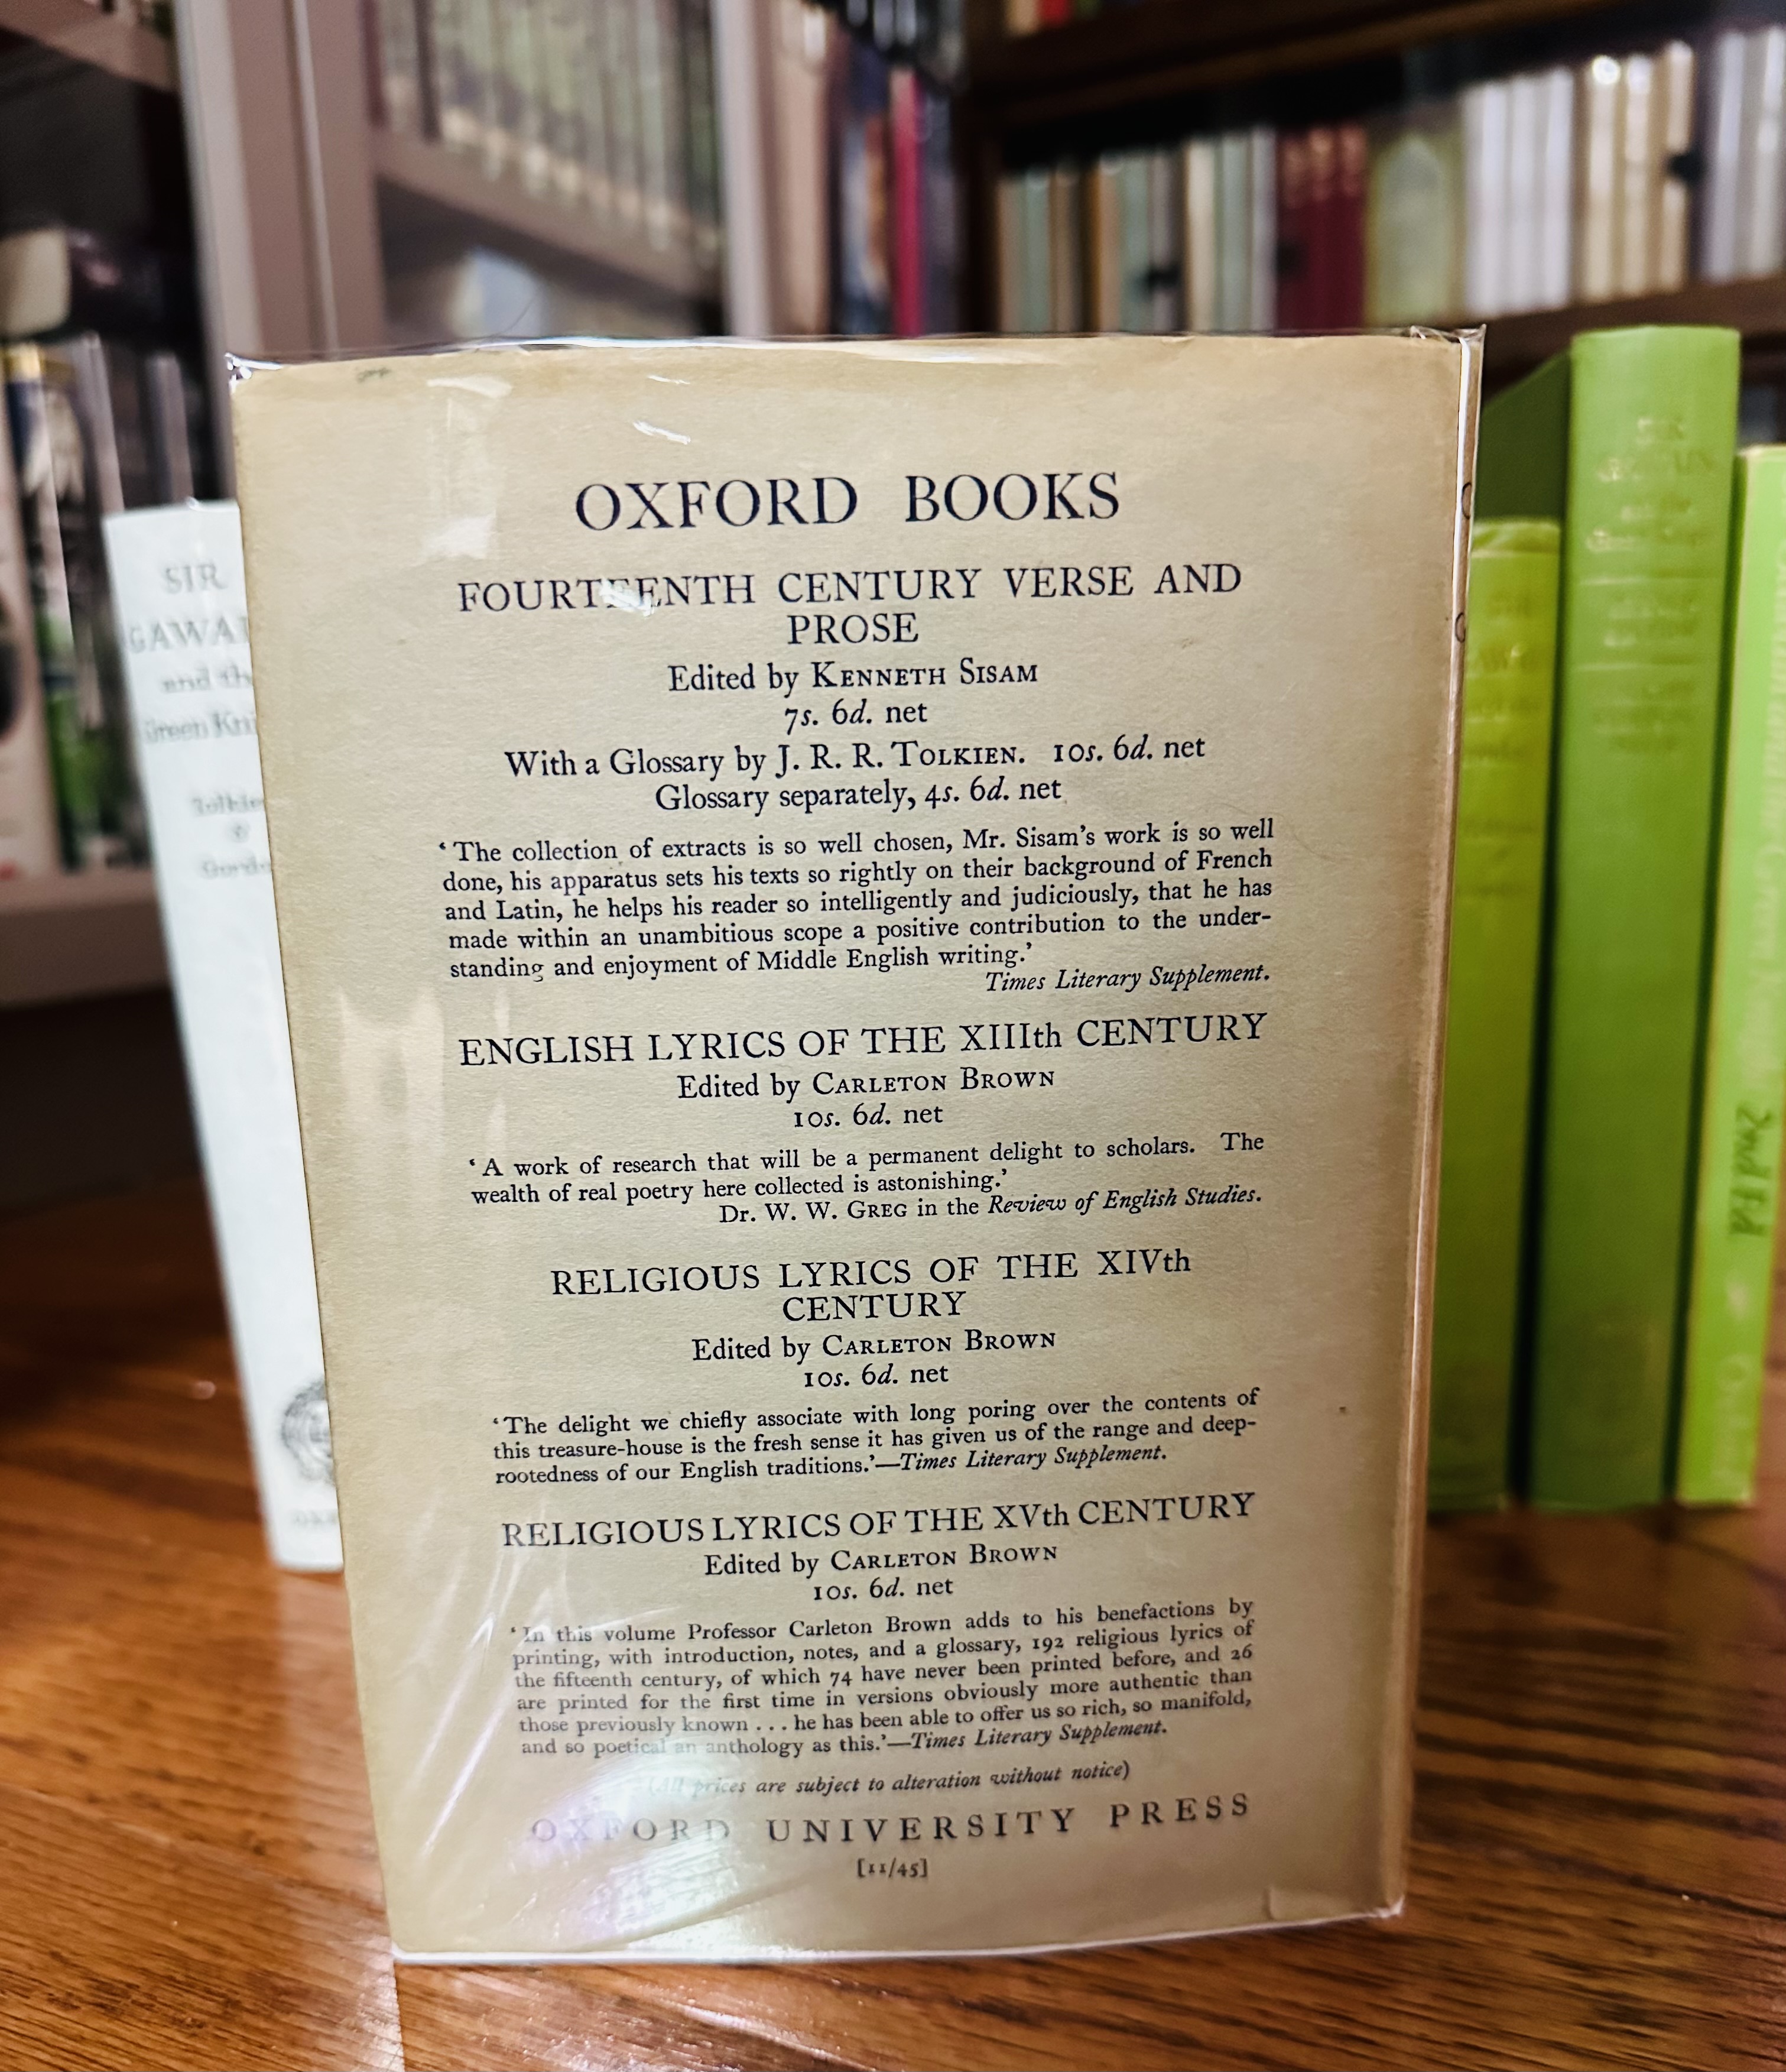 OXFORD BOOKS
FOURTEENTH CENTURY VERSE AND
PROSE
Edited by KENNETH SISAM
7s. 6d. net
With a Glossary by J. R. R. TOLKIEN. 10s. 6d. net
Glossary separately, 4s. 6d. net
‘The collection of extracts is so well chosen, Mr. Sisam’s work is so well
done, his apparatus sets his texts so rightly on their background of French
and Latin, he helps his reader so intelligently and judiciously, that he has
made within an unambitious scope a positive contribution to the under-
standing and enjoyment of Middle English writing.’
Times Literary Supplement.
ENGLISH LYRICS OF THE XIIIth CENTURY
Edited by CARLETON BROWN
10s. 6d. net
‘A work of research that will be a permanent delight to scholars. The
wealth of real poetry here collected is astonishing.’
Dr. W. W. GREG in the Review of English Studies.
RELIGIOUS LYRICS OF THE XIVth
CENTURY
Edited by CARLETON BROWN
10s. 6d. net
‘The delight we chiefly associate with long poring over the contents of
this treasure-house is the fresh sense it has given us of the range and deep-
rootedness of our English traditions.’—Times Literary Supplement.
RELIGIOUS LYRICS OF THE XVth CENTURY
Edited by CARLETON BROWN
10s. 6d. net
‘In this volume Professor Carleton Brown adds to his benefactions by
printing, with introduction, notes, and a glossary, 192 religious lyrics of
the fifteenth century, of which 74 have never been printed before, and 26
are printed for the first time in versions obviously more authentic than
those previously known . . . he has been able to offer us so rich, so manifold,
and so poetical an anthology as this.’—Times Literary Supplement.
(All prices are subject to alteration without notice)
OXFORD UNIVERSITY PRESS
[11/45]
SIR
GAWAI
and th
Green Kni
Tolkie
&
Gordo
2nd Ed